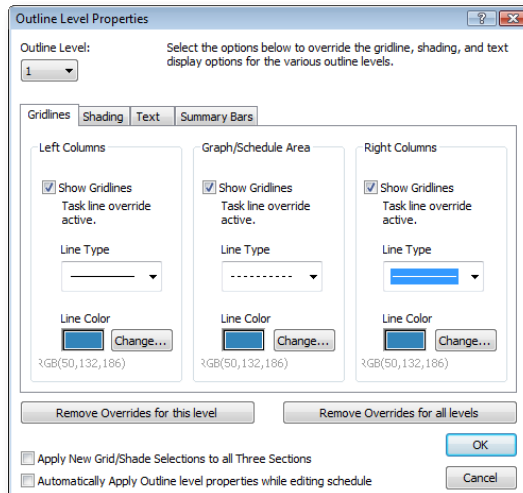 Outline Level Properties
Outline Level:
1
Select the options below to override the gridline, shading, and text
display options for the various outline levels.
Gridlines
Shading
Text
Summary Bars
Left Columns
Show Gridlines
Task line override
active.
Line Type
Line Color
Change...
RGB(50,132,186)
Graph/Schedule Area
Show Gridlines
Task line override
active.
Line Type
Line Color
Change...
RGB(50,132,186)
Right Columns
Show Gridlines
Task line override
active.
Line Type
Line Color
Change...
RGB(50,132,186)
Remove Overrides for this level
Remove Overrides for all levels
Apply New Grid/Shade Selections to all Three Sections
Automatically Apply Outline level properties while editing schedule
OK
Cancel